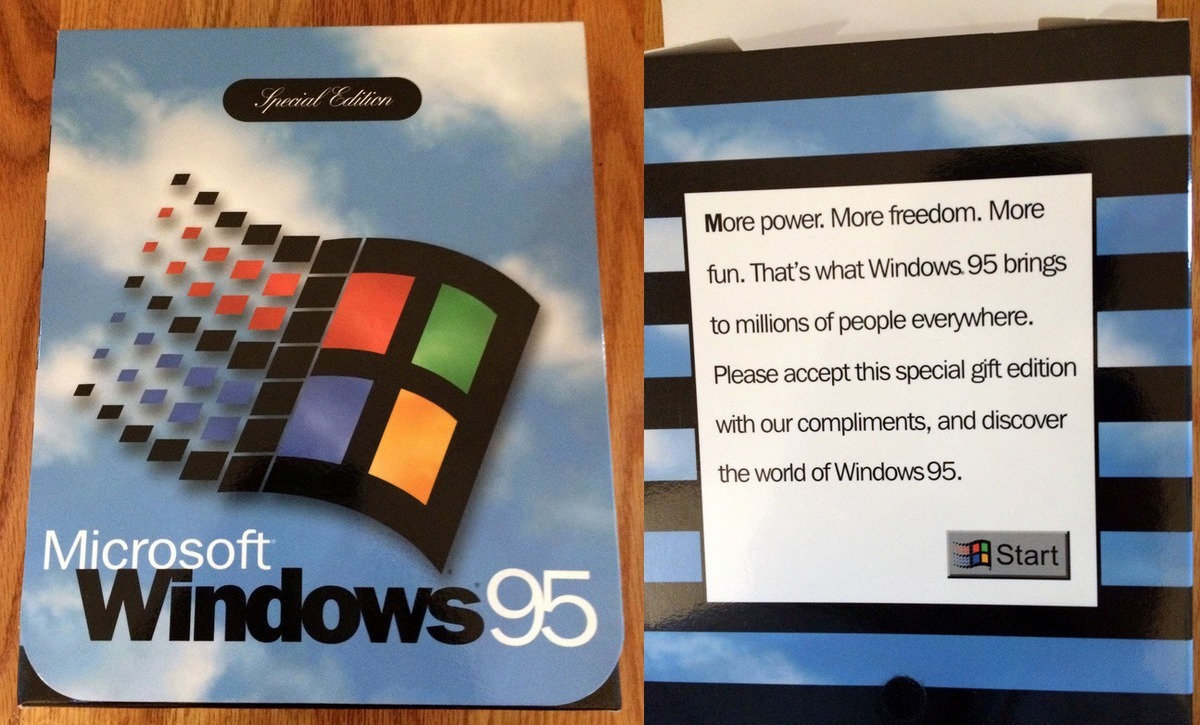 Special Edition
Microsoft®
Windows® 95
More power. More freedom. More
fun. That's what Windows® 95 brings
to millions of people everywhere.
Please accept this special gift edition
with our compliments, and discover
the world of Windows 95.
Start